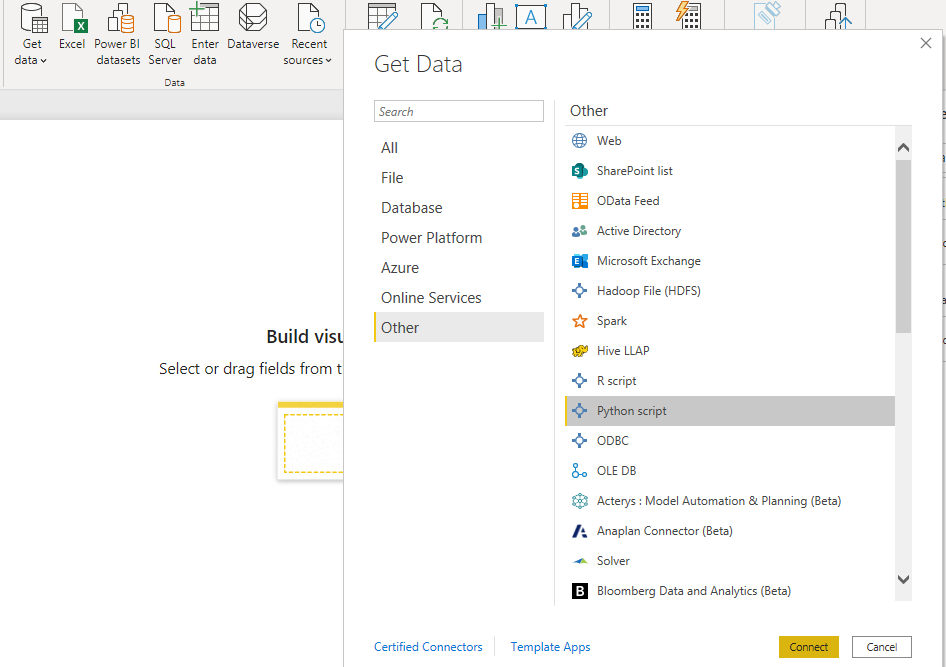 Get data
Excel
Power BI datasets
SQL Server
Enter data
Dataverse
Recent sources
Data
A
Get Data
Search
All
File
Database
Power Platform
Azure
Online Services
Other
Other
Web
SharePoint list
OData Feed
Active Directory
Microsoft Exchange
Hadoop File (HDFS)
Spark
Hive LLAP
R script
Python script
ODBC
OLE DB
Acterys : Model Automation & Planning (Beta)
Anaplan Connector (Beta)
Solver
Bloomberg Data and Analytics (Beta)
Build visu
Select or drag fields from t
Certified Connectors
Template Apps
Connect
Cancel